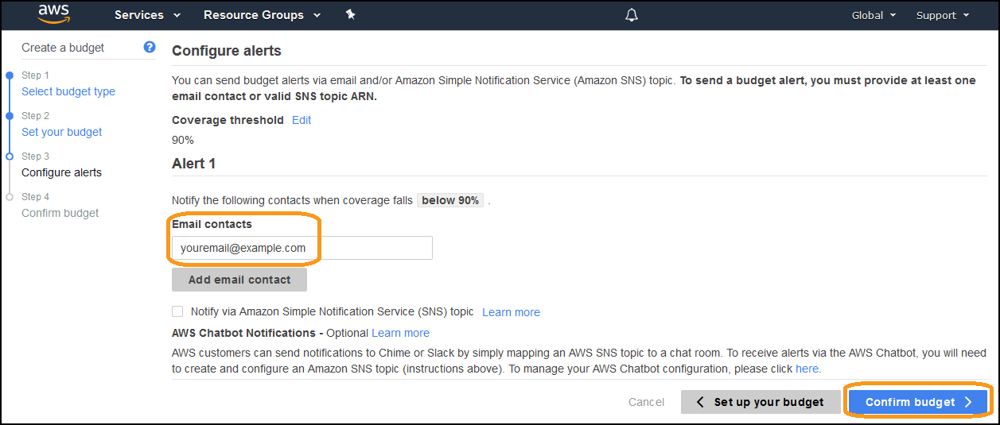 aws Services Resource Groups Global Support
Create a budget ?
Step 1
Select budget type
Step 2
Set your budget
Step 3
Configure alerts
Step 4
Confirm budget
Configure alerts
You can send budget alerts via email and/or Amazon Simple Notification Service (Amazon SNS) topic. To send a budget alert, you must provide at least one
email contact or valid SNS topic ARN.
Coverage threshold Edit
90%
Alert 1
Notify the following contacts when coverage falls below 90% .
Email contacts
youremail@example.com
Add email contact
Notify via Amazon Simple Notification Service (SNS) topic Learn more
AWS Chatbot Notifications - Optional Learn more
AWS customers can send notifications to Chime or Slack by simply mapping an AWS SNS topic to a chat room. To receive alerts via the AWS Chatbot, you will need
to create and configure an Amazon SNS topic (instructions above). To manage your AWS Chatbot configuration, please click here.
Cancel Set up your budget Confirm budget